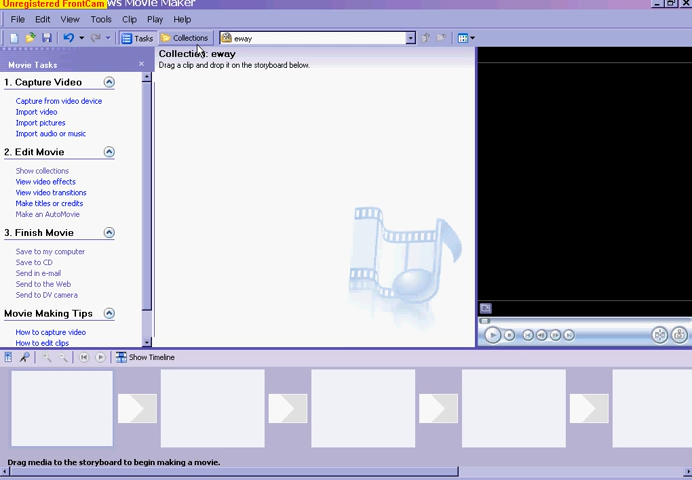 Unregistered FrontCam ws Movie Maker
File Edit View Tools Clip Play Help
Tasks Collections eway
Movie Tasks
Collection: eway
Drag a clip and drop it on the storyboard below.
1. Capture Video
Capture from video device
Import video
Import pictures
Import audio or music
2. Edit Movie
Show collections
View video effects
View video transitions
Make titles or credits
Make an AutoMovie
3. Finish Movie
Save to my computer
Save to CD
Send in e-mail
Send to the Web
Send to DV camera
Movie Making Tips
How to capture video
How to edit clips
Show Timeline
Drag media to the storyboard to begin making a movie.